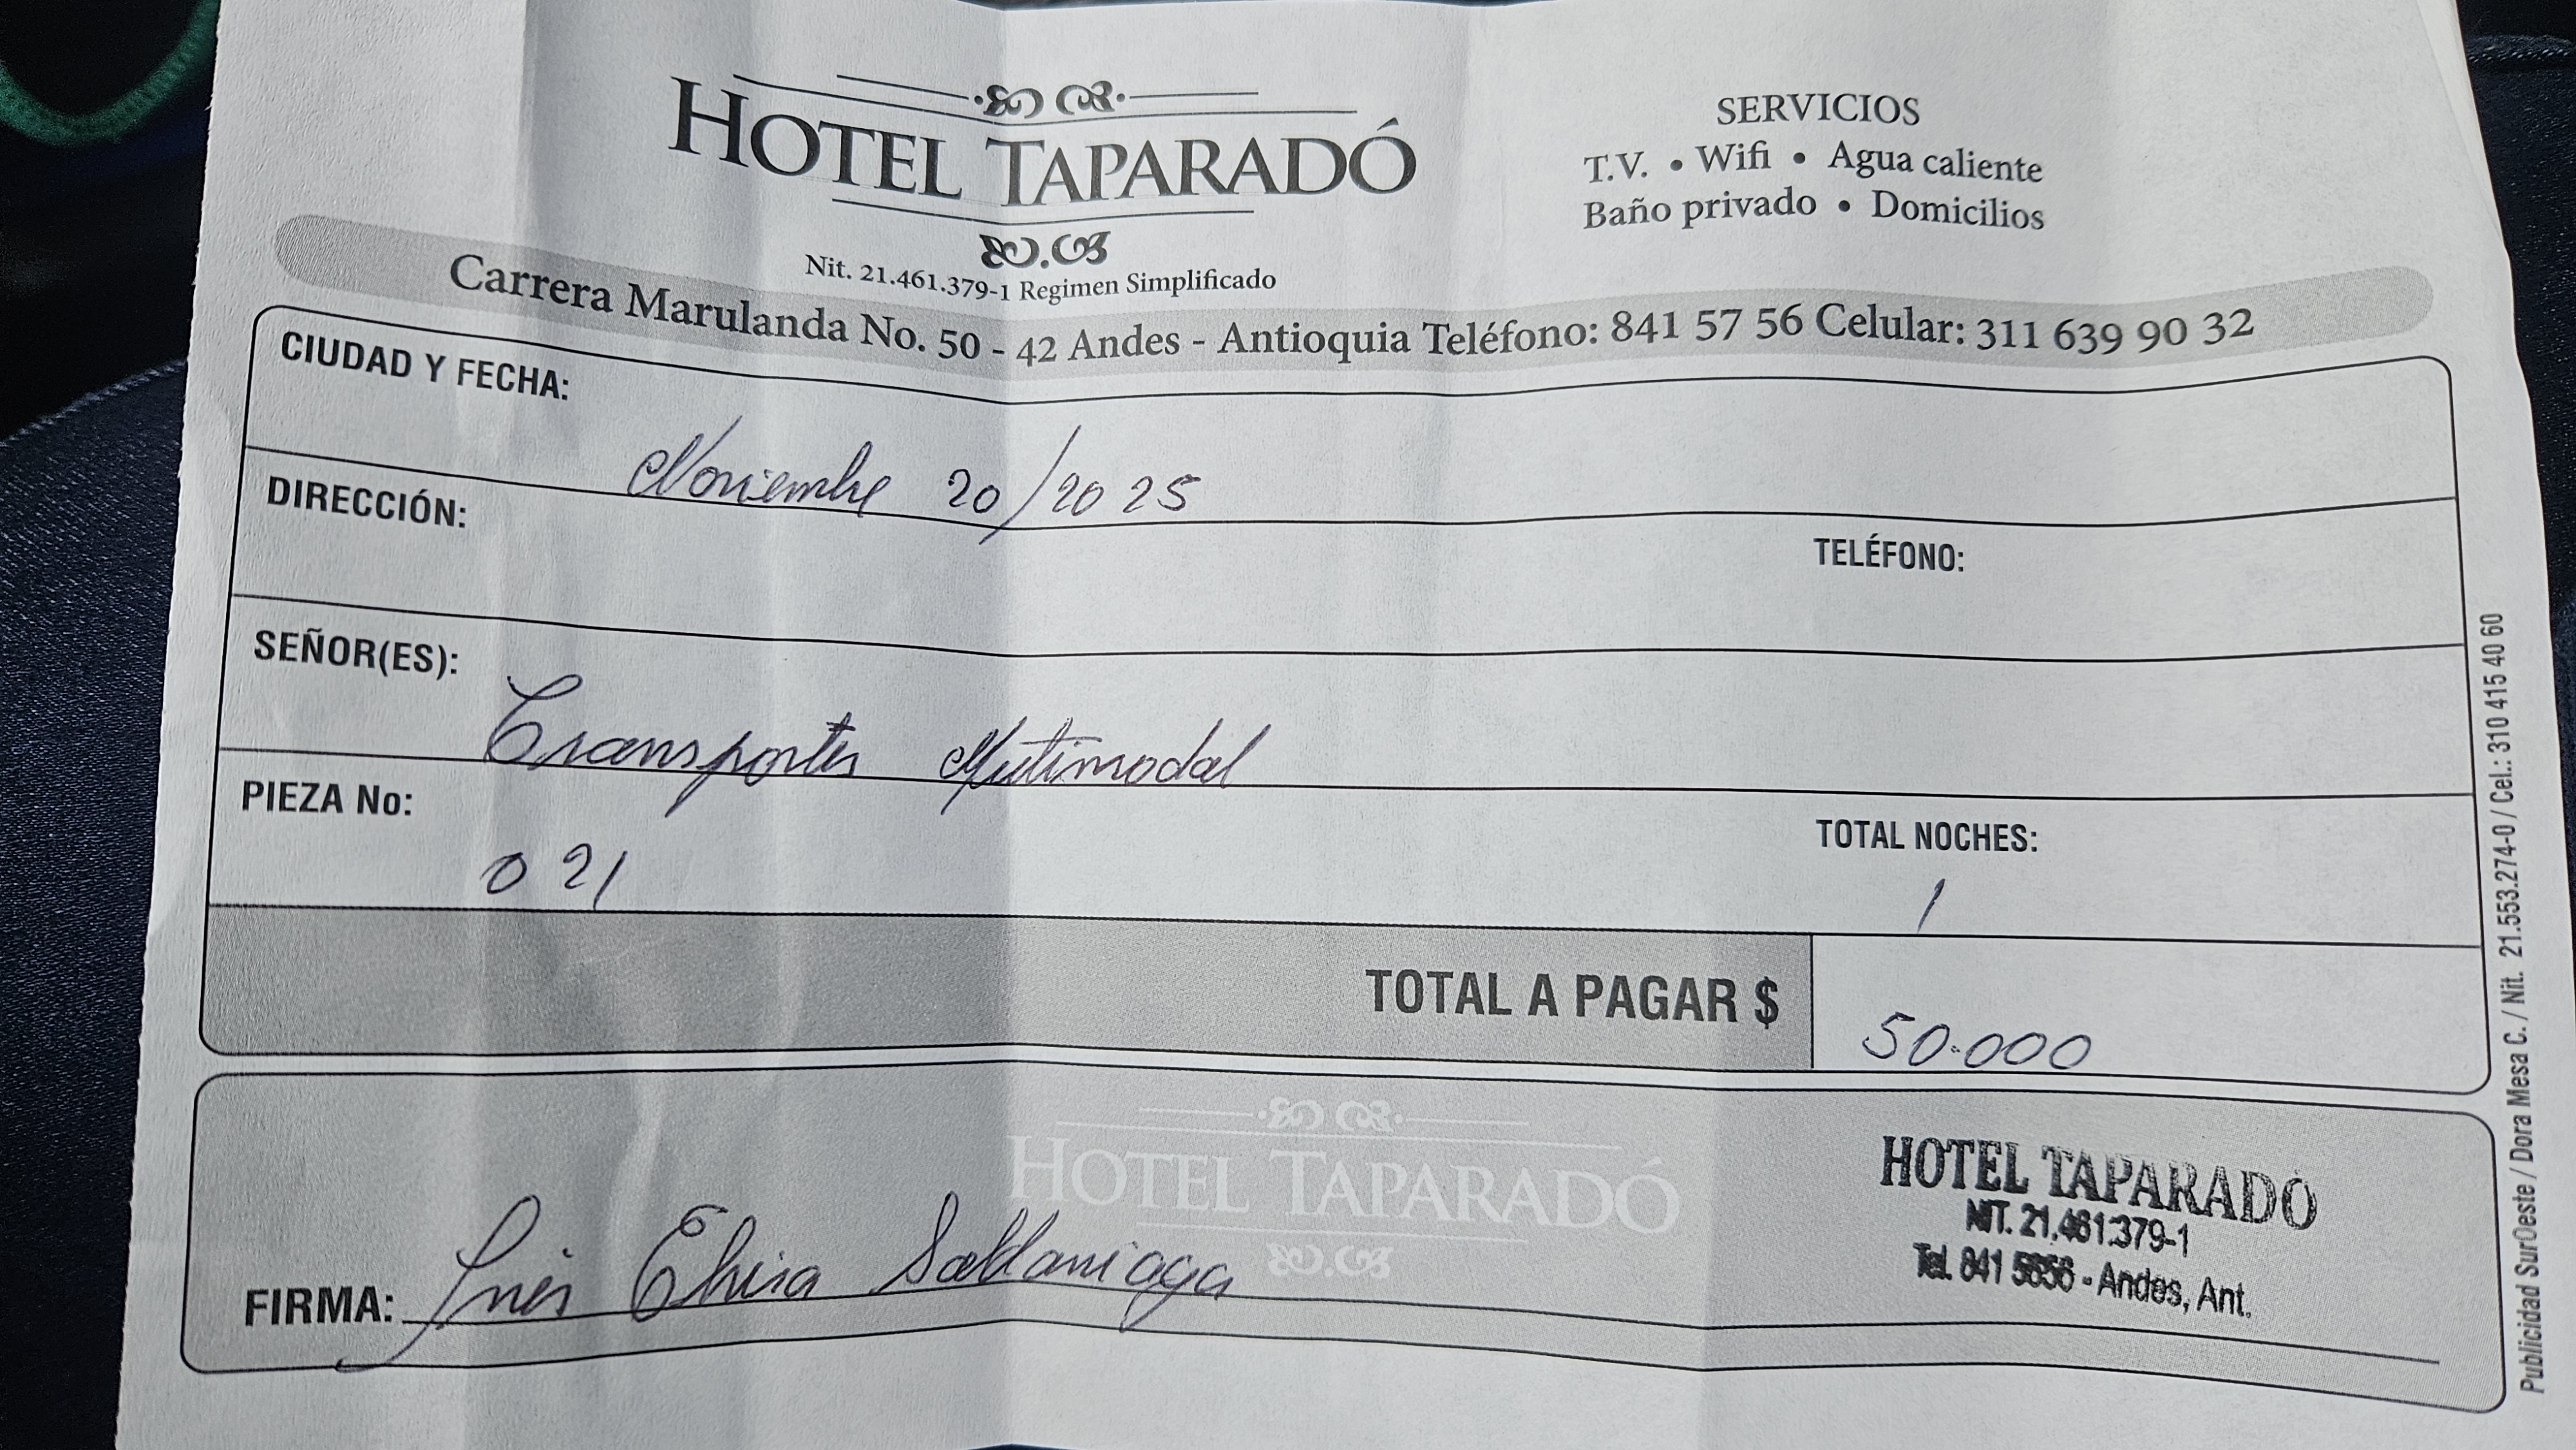 HOTEL TAPARADÓ
Nit. 21.461.379-1 Regimen Simplificado
SERVICIOS
T.V. • Wifi • Agua caliente
Baño privado • Domicilios
Carrera Marulanda No. 50 - 42 Andes - Antioquia Teléfono: 841 57 56 Celular: 311 639 90 32
CIUDAD Y FECHA:
Noviembre 20/2025
DIRECCIÓN:
TELÉFONO:
SEÑOR(ES):
Transportes Mutimodal
PIEZA No:
021
TOTAL NOCHES:
1
TOTAL A PAGAR $
50.000
HOTEL TAPARADÓ
FIRMA: Inés Elvira
HOTEL TAPARADÓ
NIT. 21.461.379-1
Tel. 841 - Andes, Ant.
Publicidad SurOeste / Dora Mesa C. / Nit. 21.553.274-0 / Cel.: 310 415 40 60